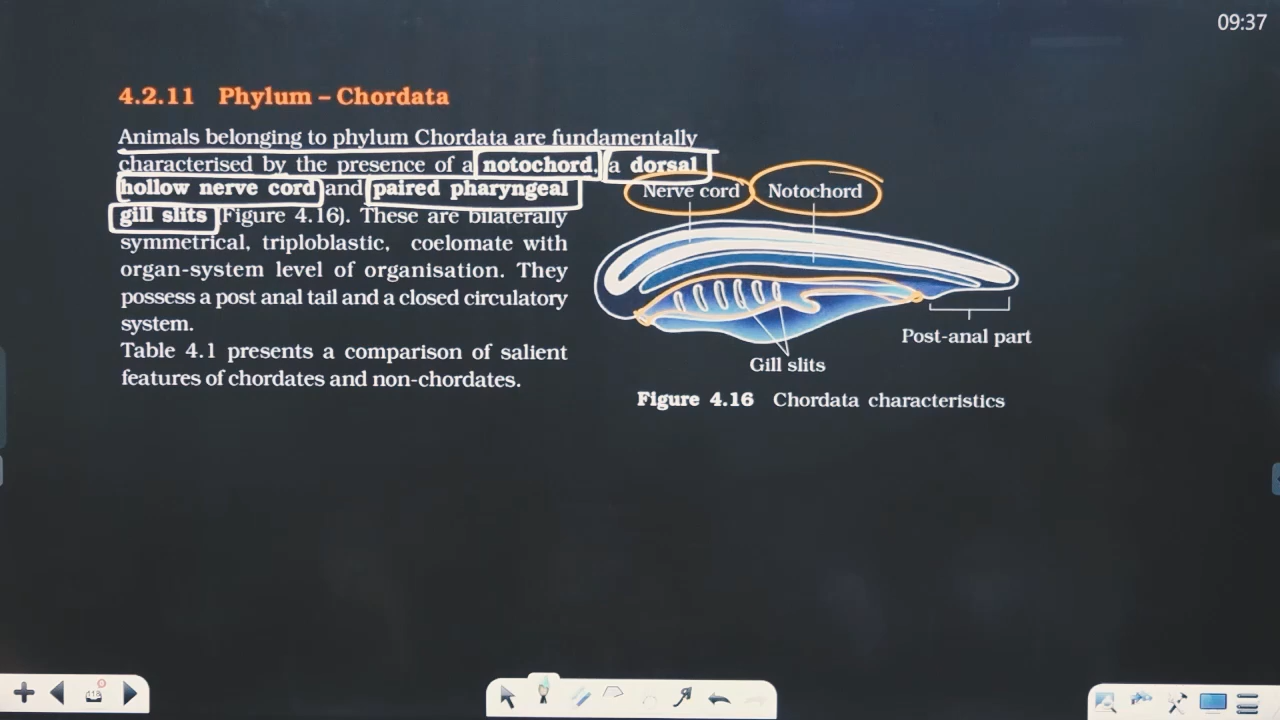 09:37
4.2.11 Phylum – Chordata
Animals belonging to phylum Chordata are fundamentally
characterised by the presence of a notochord, a dorsal
hollow nerve cord and paired pharyngeal
gill slits (Figure 4.16). These are bilaterally
symmetrical, triploblastic, coelomate with
organ-system level of organisation. They
possess a post anal tail and a closed circulatory
system.
Table 4.1 presents a comparison of salient
features of chordates and non-chordates.
Nerve cord Notochord
Post-anal part
Gill slits
Figure 4.16 Chordata characteristics